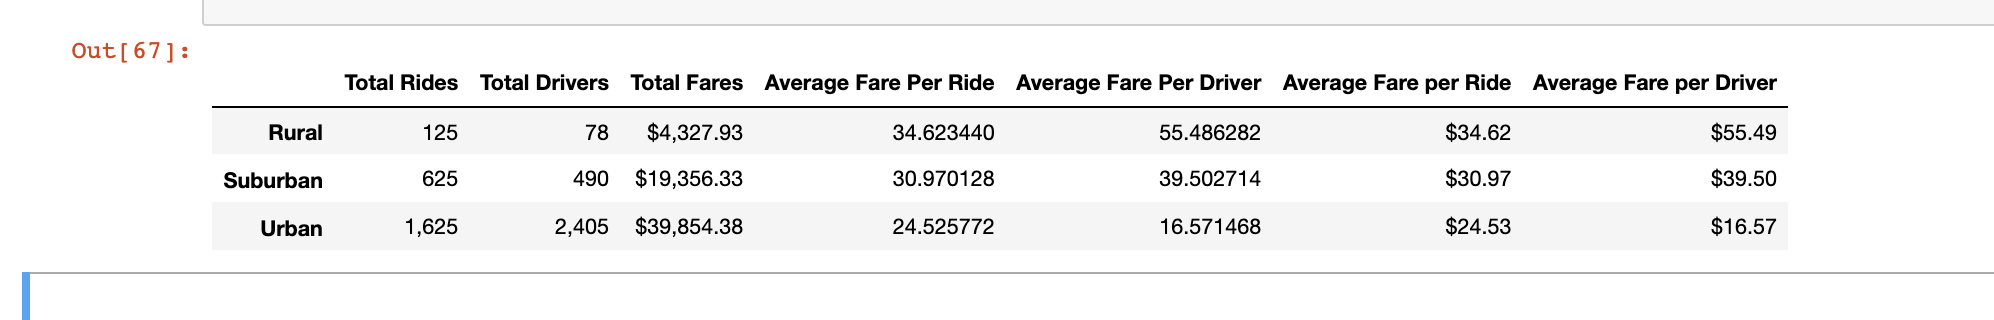 Out[67]:
Total Rides Total Drivers Total Fares Average Fare Per Ride Average Fare Per Driver Average Fare per Ride Average Fare per Driver
Rural 125 78 $4,327.93 34.623440 55.486282 $34.62 $55.49
Suburban 625 490 $19,356.33 30.970128 39.502714 $30.97 $39.50
Urban 1,625 2,405 $39,854.38 24.525772 16.571468 $24.53 $16.57